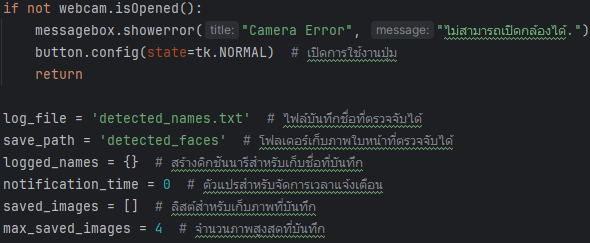 if not webcam.isOpened():
    messagebox.showerror( title: "Camera Error", message: "ไม่สามารถเปิดกล้องได้.")
    button.config(state=tk.NORMAL)  # เปิดการใช้งานปุ่ม
    return

log_file = 'detected_names.txt'  # ไฟล์บันทึกชื่อที่ตรวจจับได้
save_path = 'detected_faces'  # โฟลเดอร์เก็บภาพใบหน้าที่ตรวจจับได้
logged_names = {}  # สร้างดิกชันนารีสำหรับเก็บชื่อที่บันทึก
notification_time = 0  # ตัวแปรสำหรับจัดการเวลาแจ้งเตือน
saved_images = []  # ลิสต์สำหรับเก็บภาพที่บันทึก
max_saved_images = 4  # จำนวนภาพสูงสุดที่บันทึก